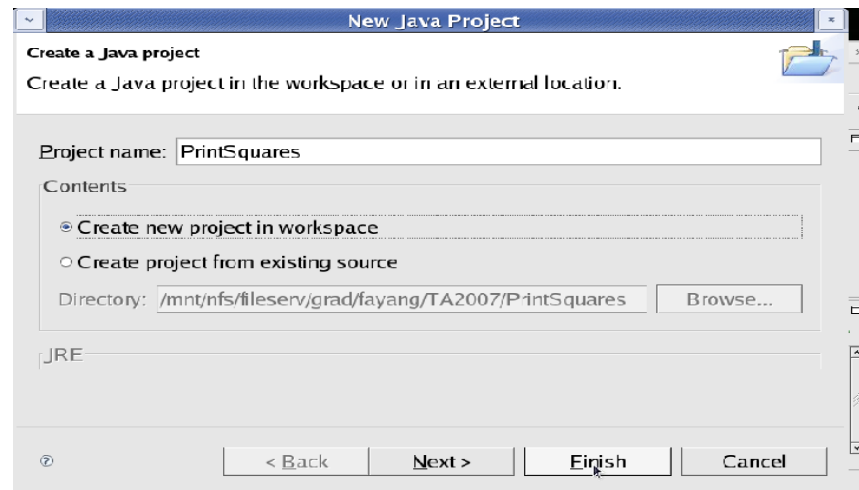 New Java Project
Create a Java project
Create a Java project in the workspace or in an external location.
Project name: PrintSquares
Contents
Create new project in workspace
Create project from existing source
Directory: /mnt/nfs/fileserv/grad/fayang/TA2007/PrintSquares Browse...
JRE
< Back Next > Finish Cancel